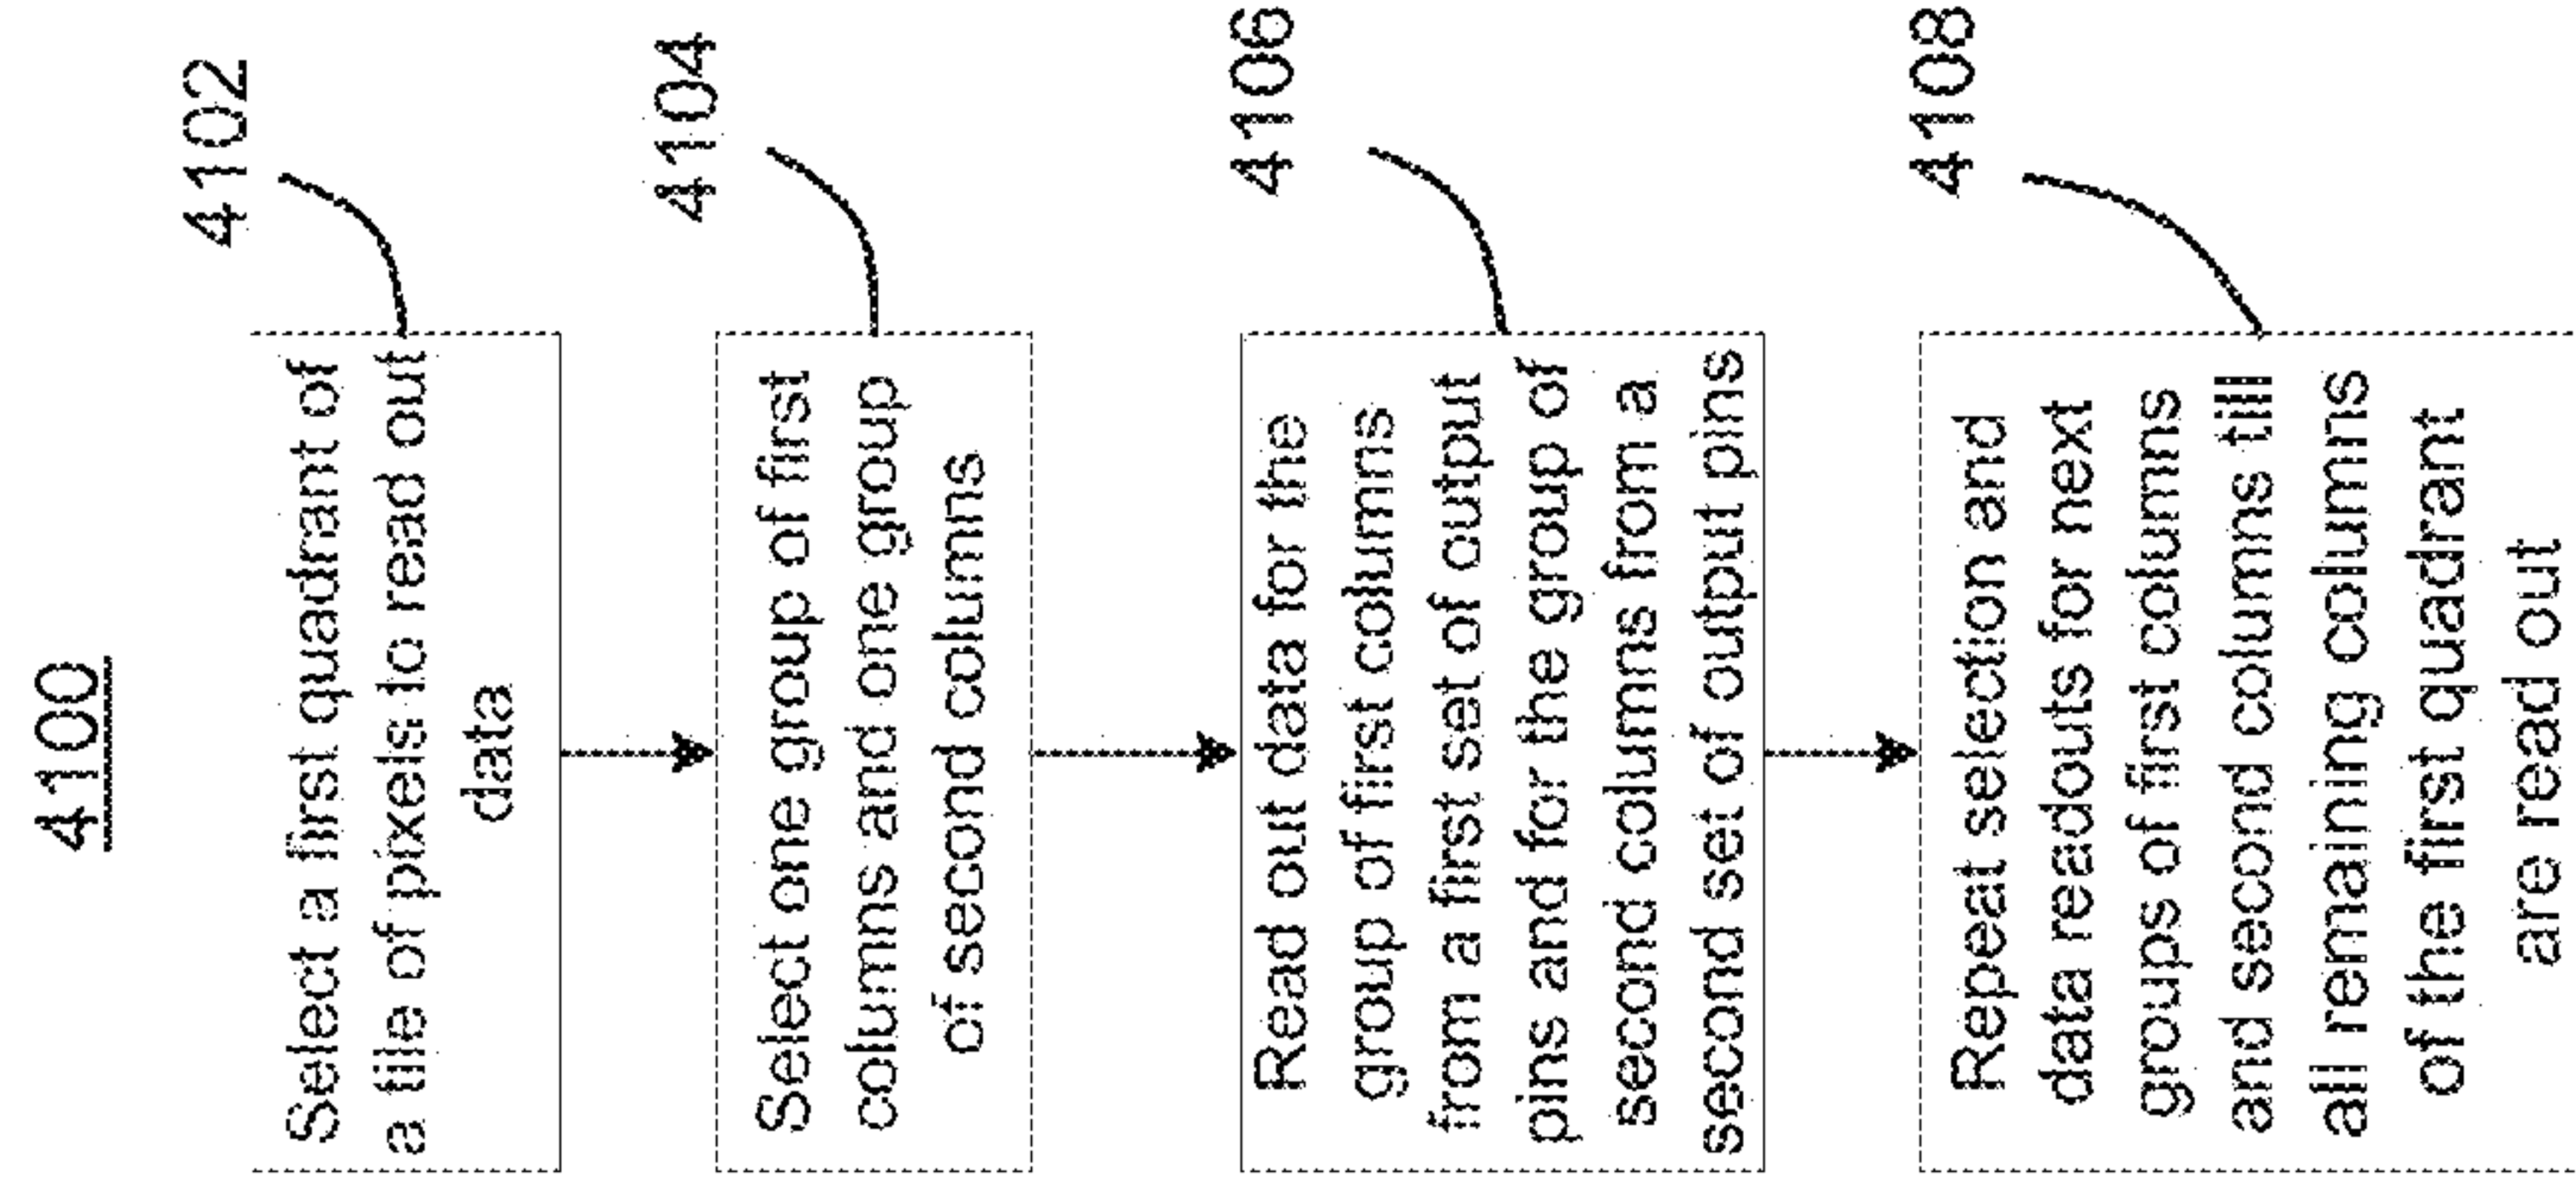 4100
4102
Select a first quadrant of
a tile of pixels to read out
data
4104
Select one group of first
columns and one group
of second columns
4106
Read out data for the
group of first columns
from a first set of output
pins and for the group of
second columns from a
second set of output pins
4108
Repeat selection and
data readouts for next
groups of first columns
and second columns till
all remaining columns
of the first quadrant
are read out